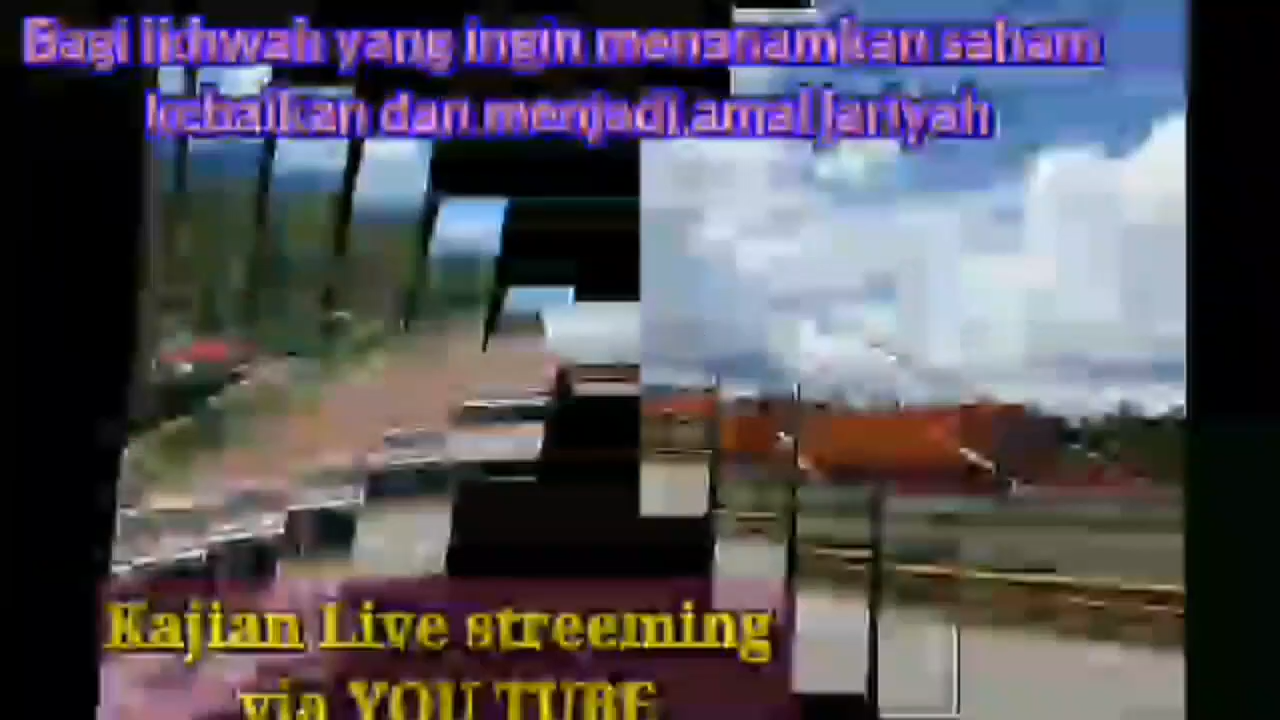 Bagi Ikhwah yang ingin menanamkan saham
kebaikan dan menjadi amal jariyah
Kajian Live streeming
via YOU TUBE